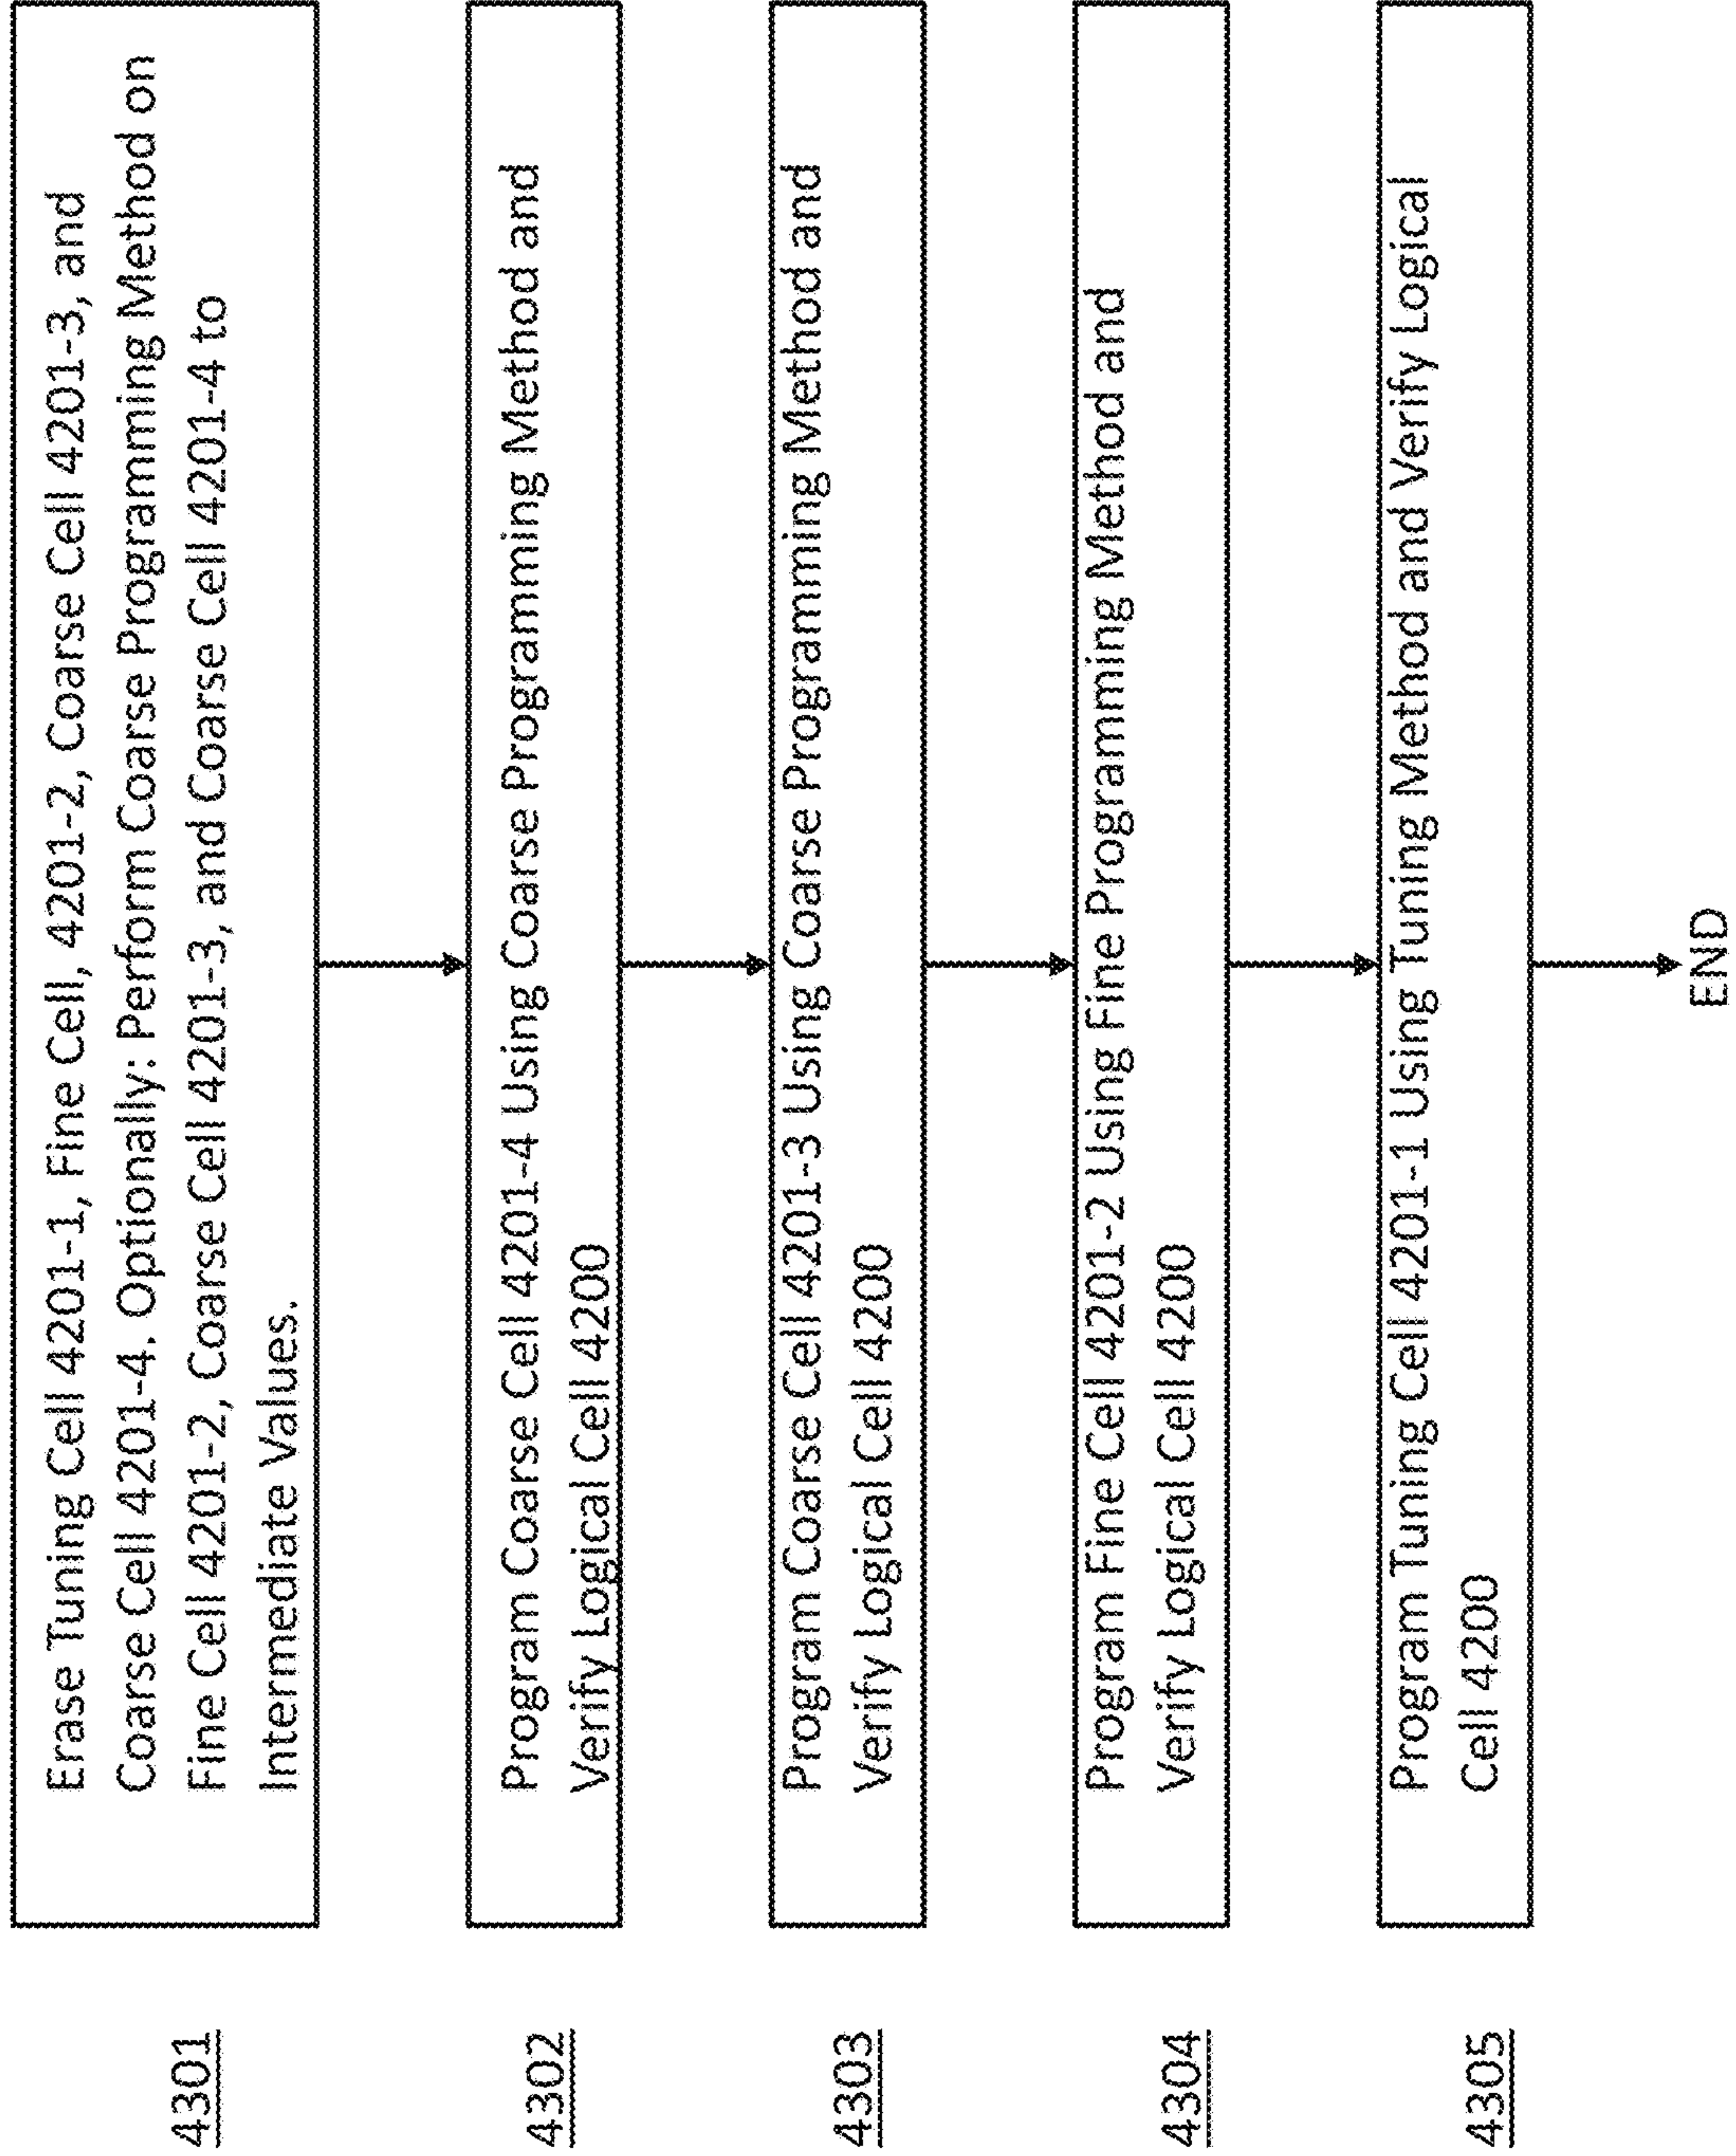 4301
Erase Tuning Cell 4201-1, Fine Cell, 4201-2, Coarse Cell 4201-3, and
Coarse Cell 4201-4. Optionally: Perform Coarse Programming Method on
Fine Cell 4201-2, Coarse Cell 4201-3, and Coarse Cell 4201-4 to
Intermediate Values.
4302
Program Coarse Cell 4201-4 Using Coarse Programming Method and
Verify Logical Cell 4200
4303
Program Coarse Cell 4201-3 Using Coarse Programming Method and
Verify Logical Cell 4200
4304
Program Fine Cell 4201-2 Using Fine Programming Method and
Verify Logical Cell 4200
4305
Program Tuning Cell 4201-1 Using Tuning Method and Verify Logical
Cell 4200
END